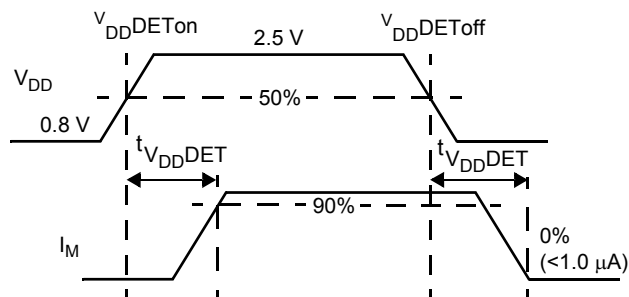 VDDDETon
VDDDEToff
2.5 V
VDD
50%
0.8 V
tVDDDET
tVDDDET
90%
IM
0%
(<1.0 μA)